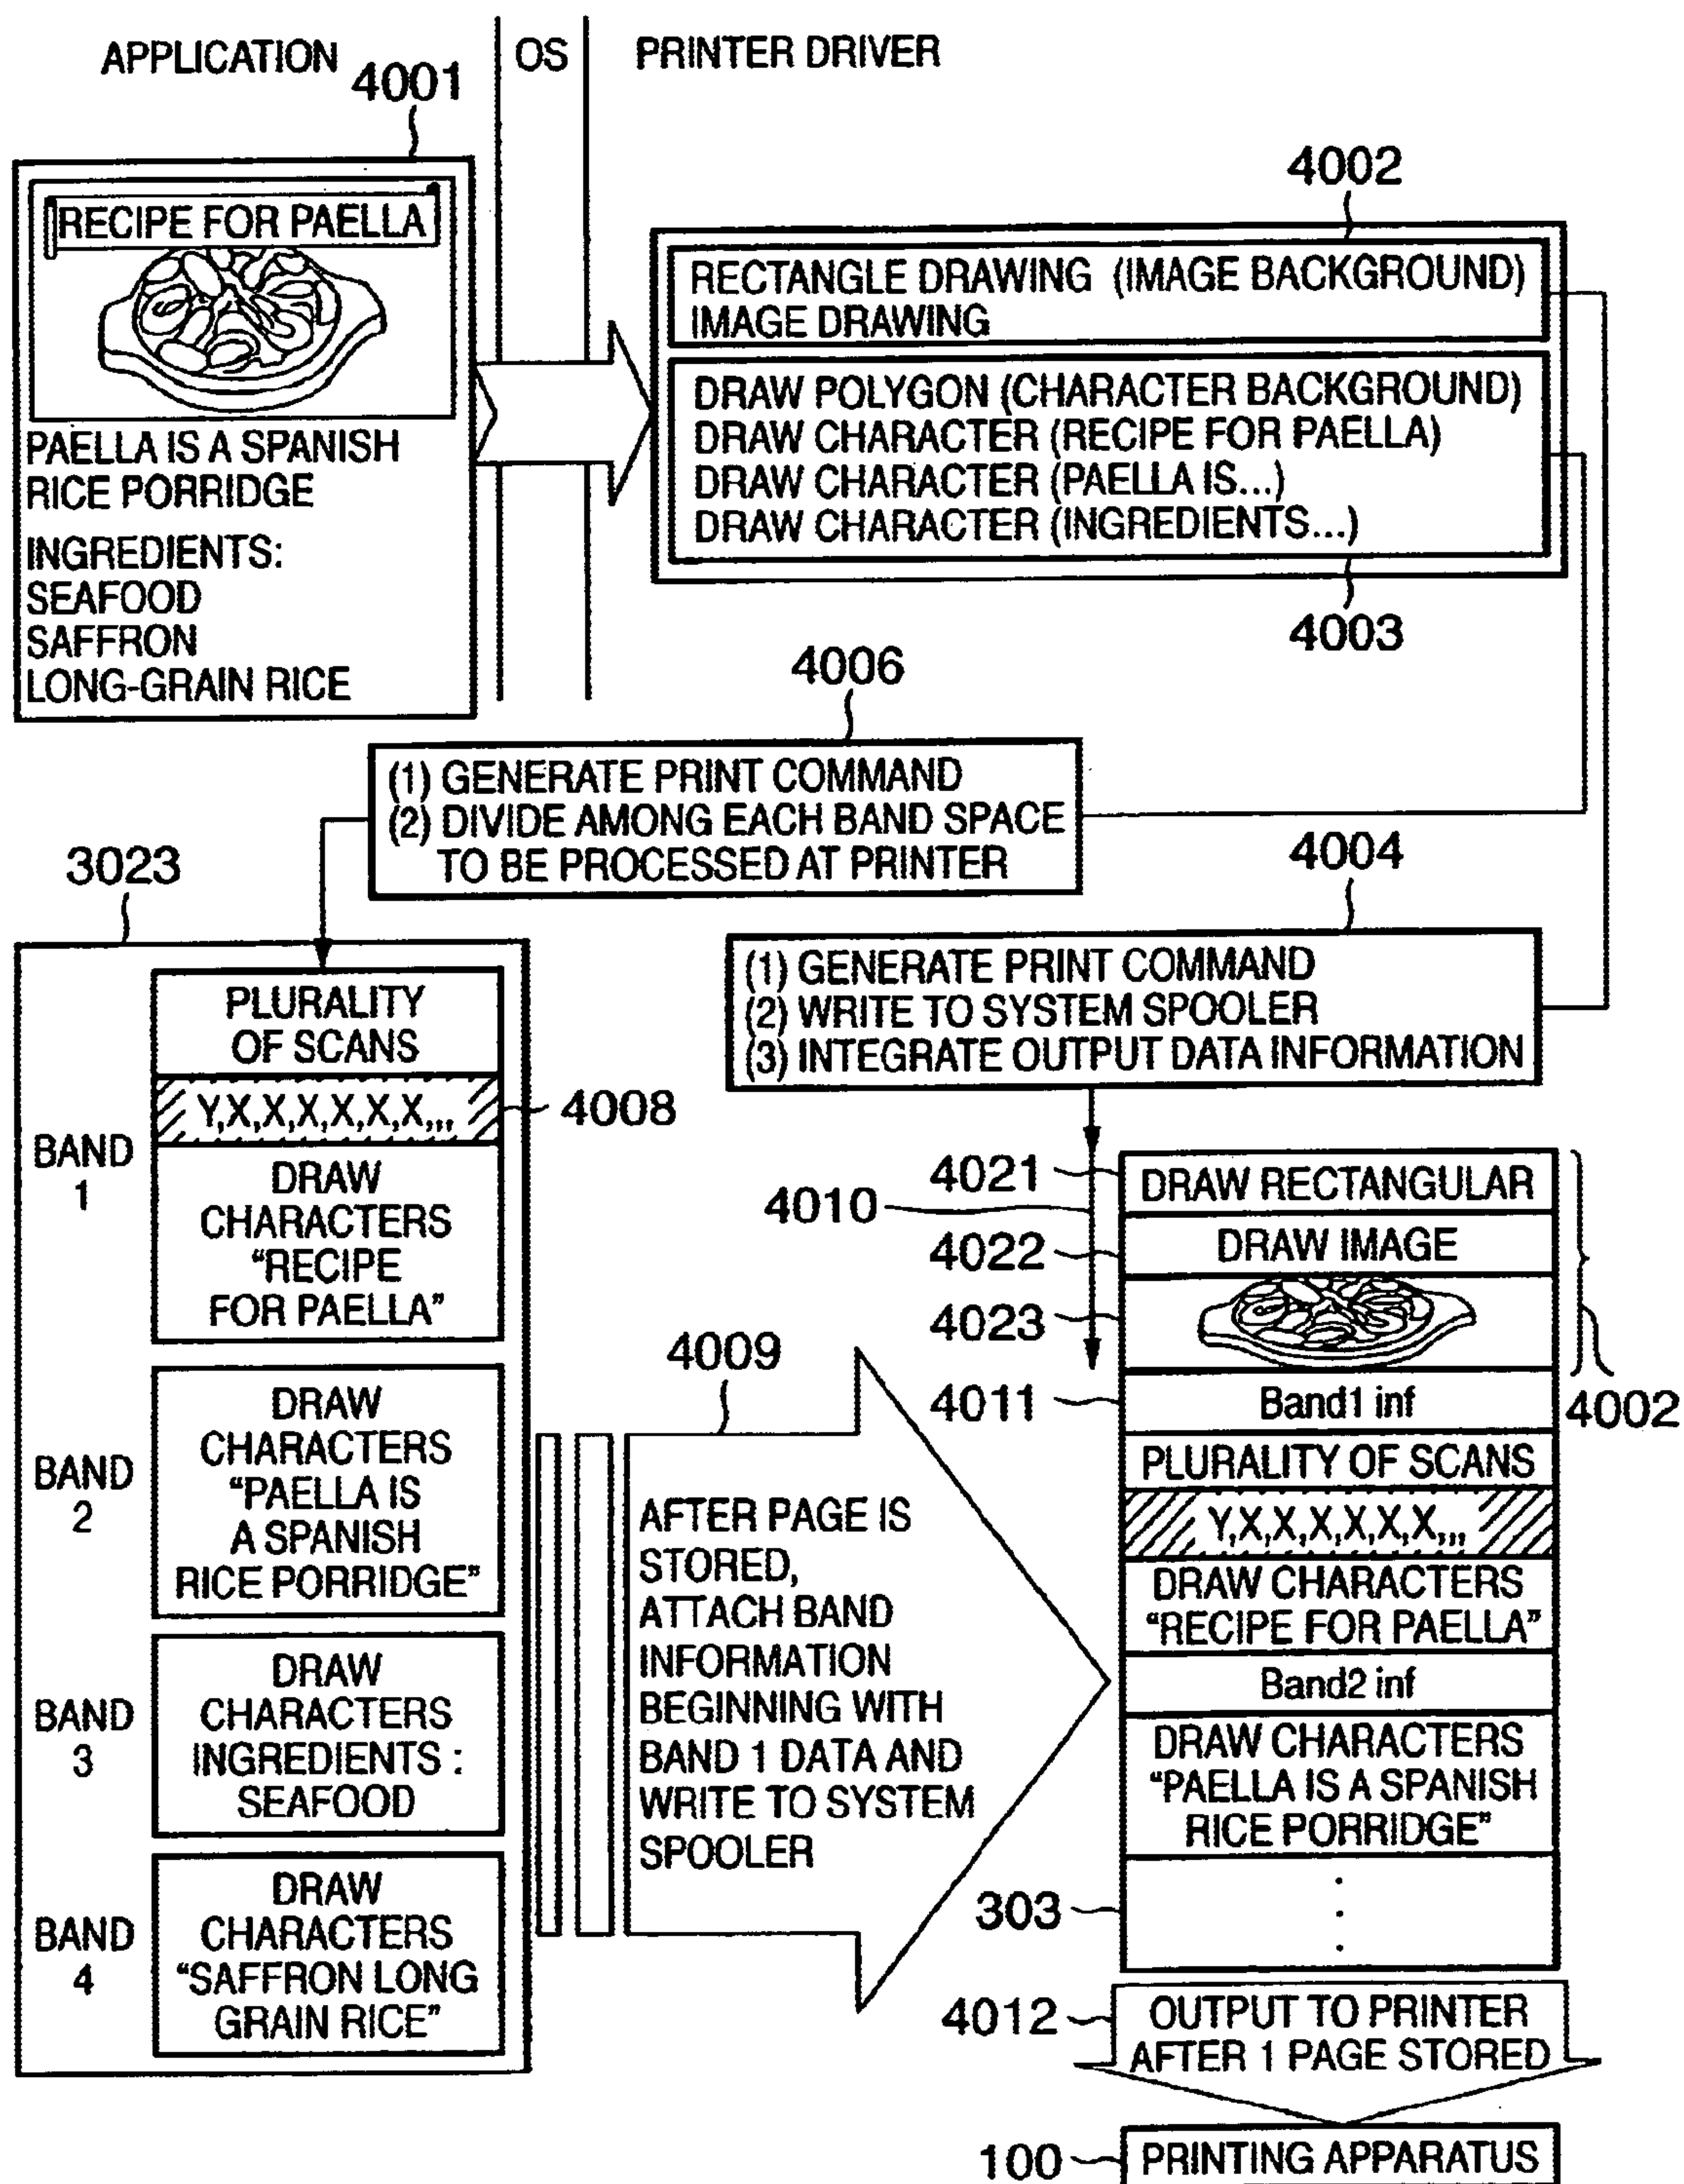 APPLICATION
OS
PRINTER DRIVER
4001
RECIPE FOR PAELLA
PAELLA IS A SPANISH
RICE PORRIDGE
INGREDIENTS:
SEAFOOD
SAFFRON
LONG-GRAIN RICE
4002
RECTANGLE DRAWING (IMAGE BACKGROUND)
IMAGE DRAWING
DRAW POLYGON (CHARACTER BACKGROUND)
DRAW CHARACTER (RECIPE FOR PAELLA)
DRAW CHARACTER (PAELLA IS...)
DRAW CHARACTER (INGREDIENTS...)
4003
4006
(1) GENERATE PRINT COMMAND
(2) DIVIDE AMONG EACH BAND SPACE
TO BE PROCESSED AT PRINTER
4004
(1) GENERATE PRINT COMMAND
(2) WRITE TO SYSTEM SPOOLER
(3) INTEGRATE OUTPUT DATA INFORMATION
3023
BAND
1
PLURALITY
OF SCANS
Y,X,X,X,X,X,X,,,
4008
DRAW
CHARACTERS
“RECIPE
FOR PAELLA”
BAND
2
DRAW
CHARACTERS
“PAELLA IS
A SPANISH
RICE PORRIDGE”
BAND
3
DRAW
CHARACTERS
INGREDIENTS :
SEAFOOD
BAND
4
DRAW
CHARACTERS
“SAFFRON LONG
GRAIN RICE”
4009
AFTER PAGE IS
STORED,
ATTACH BAND
INFORMATION
BEGINNING WITH
BAND 1 DATA AND
WRITE TO SYSTEM
SPOOLER
4010
4021
DRAW RECTANGULAR
4022
DRAW IMAGE
4023
4002
4011
Band1 inf
PLURALITY OF SCANS
Y,X,X,X,X,X,X,,,
DRAW CHARACTERS
“RECIPE FOR PAELLA”
Band2 inf
DRAW CHARACTERS
“PAELLA IS A SPANISH
RICE PORRIDGE”
303
.
.
.
4012
OUTPUT TO PRINTER
AFTER 1 PAGE STORED
100
PRINTING APPARATUS